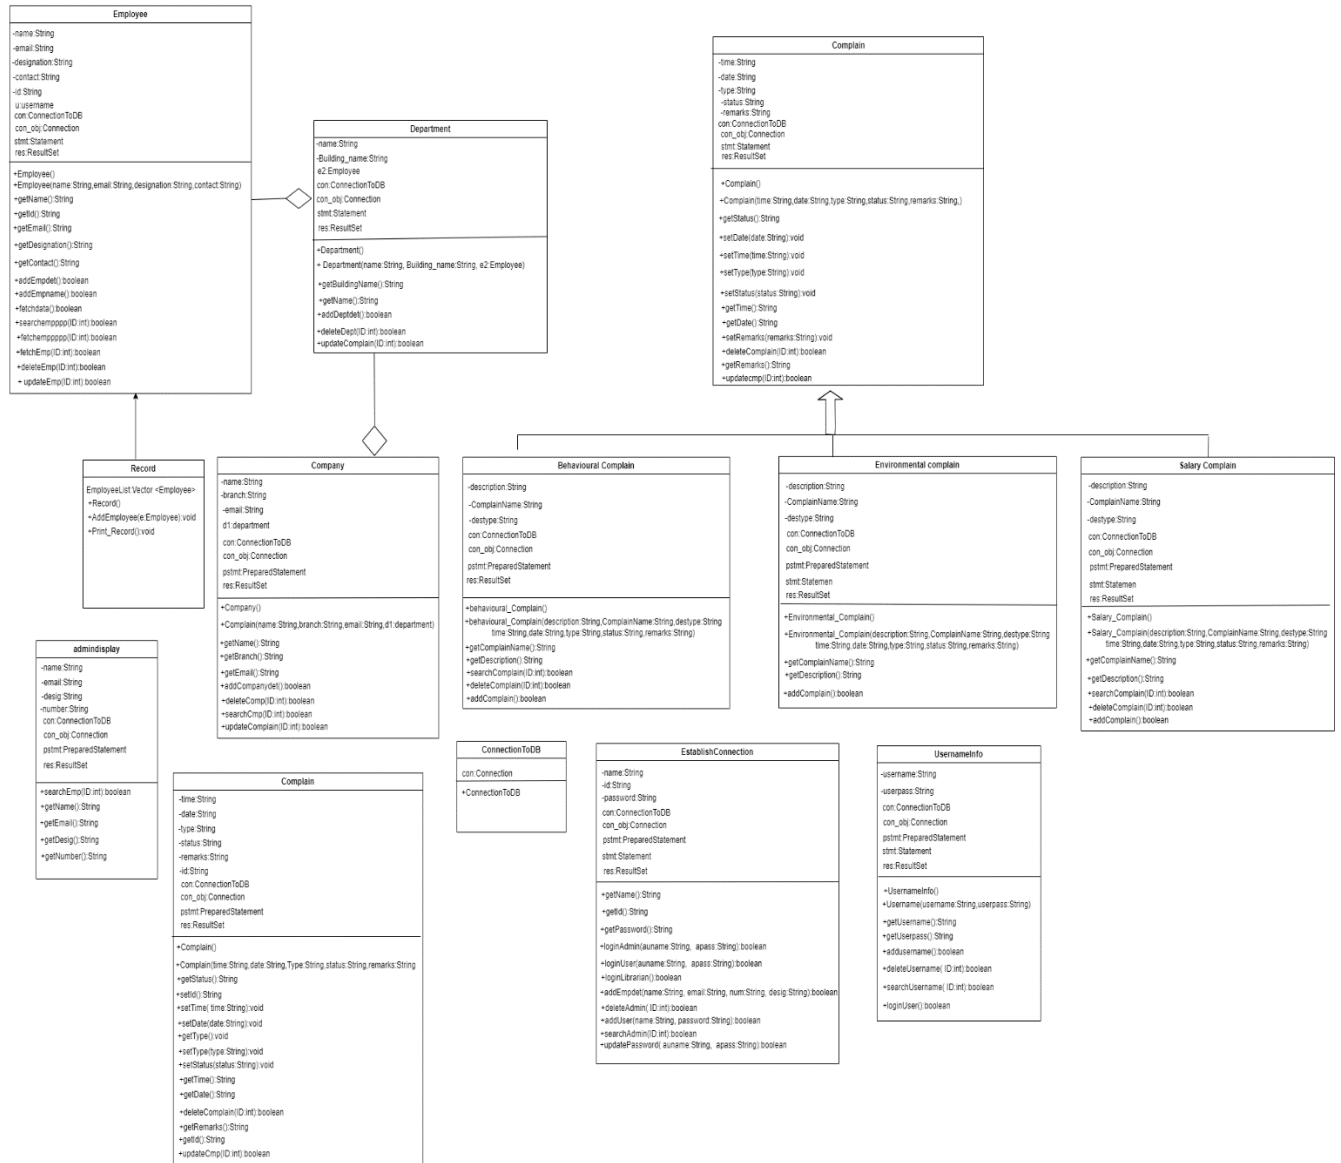 Employee
-name:String
-email:String
-designation:String
-contact:String
-id:String
u:username
con:ConnectionToDB
con_obj:Connection
stmt:Statement
res:ResultSet
+Employee()
+Employee(name:String,email:String,designation:String,contact:String)
+getName():String
+getId():String
+getEmail():String
+getDesignation():String
+getContact():String
+addEmpdet():boolean
+addEmpname():boolean
+fetchdata():boolean
+searchempppp(ID:int):boolean
+fetchemppppp(ID:int):boolean
+fetchEmp(ID:int):boolean
+deleteEmp(ID:int):boolean
+ updateEmp(ID:int):boolean
Department
-name:String
-Building_name:String
e2:Employee
con:ConnectionToDB
con_obj:Connection
stmt:Statement
res:ResultSet
+Department()
+ Department(name:String, Building_name:String, e2:Employee)
+getBuildingName():String
+getName():String
+addDeptdet():boolean
+deleteDept(ID:int):boolean
+updateComplain(ID:int):boolean
Complain
-time:String
-date:String
-type:String
-status:String
-remarks:String
con:ConnectionToDB
con_obj:Connection
stmt:Statement
res:ResultSet
+Complain()
+Complain(time:String,date:String,type:String,status:String,remarks:String,)
+getStatus():String
+setDate(date:String):void
+setTime(time:String):void
+setType(type:String):void
+setStatus(status:String):void
+getTime():String
+getDate():String
+setRemarks(remarks:String):void
+deleteComplain(ID:int):boolean
+getRemarks():String
+updatecmp(ID:int):boolean
Record
EmployeeList:Vector <Employee>
+Record()
+AddEmployee(e:Employee):void
+Print_Record():void
Company
-name:String
-branch:String
-email:String
d1:department
con:ConnectionToDB
con_obj:Connection
pstmt:PreparedStatement
res:ResultSet
+Company()
+Complain(name:String,branch:String,email:String,d1:department)
+getName():String
+getBranch():String
+getEmail():String
+addCompanydet():boolean
+deleteComp(ID:int):boolean
+searchCmp(ID:int):boolean
+updateComplain(ID:int):boolean
Behavioural Complain
-description:String
-ComplainName:String
-destype:String
con:ConnectionToDB
con_obj:Connection
pstmt:PreparedStatement
res:ResultSet
+behavioural_Complain()
+behavioural_Complain(description:String,ComplainName:String,destype:String
time:String,date:String,type:String,status:String,remarks:String)
+getComplainName():String
+getDescription():String
+searchComplain(ID:int):boolean
+deleteComplain(ID:int):boolean
+addComplain():boolean
Environmental complain
-description:String
-ComplainName:String
-destype:String
con:ConnectionToDB
con_obj:Connection
pstmt:PreparedStatement
stmt:Statemen
res:ResultSet
+Environmental_Complain()
+Environmental_Complain(description:String,ComplainName:String,destype:String
time:String,date:String,type:String,status:String,remarks:String)
+getComplainName():String
+getDescription():String
+addComplain():boolean
Salary Complain
-description:String
-ComplainName:String
-destype:String
con:ConnectionToDB
con_obj:Connection
pstmt:PreparedStatement
stmt:Statemen
res:ResultSet
+Salary_Complain()
+Salary_Complain(description:String,ComplainName:String,destype:String
time:String,date:String,type:String,status:String,remarks:String)
+getComplainName():String
+getDescription():String
+searchComplain(ID:int):boolean
+deleteComplain(ID:int):boolean
+addComplain():boolean
admindisplay
-name:String
-email:String
-desig:String
-number:String
con:ConnectionToDB
con_obj:Connection
pstmt:PreparedStatement
res:ResultSet
+searchEmp(ID:int):boolean
+getName():String
+getEmail():String
+getDesig():String
+getNumber():String
Complain
-time:String
-date:String
-type:String
-status:String
-remarks:String
-id:String
con:ConnectionToDB
con_obj:Connection
pstmt:PreparedStatement
res:ResultSet
+Complain()
+Complain(time:String,date:String,Type:String,status:String,remarks:String
+getStatus():String
+setId():String
+setTime( time:String):void
+setDate(date:String):void
+getType():void
+setType(type:String):void
+setStatus(status:String):void
+getTime():String
+getDate():String
+deleteComplain(ID:int):boolean
+getRemarks():String
+getId():String
+updateCmp(ID:int):boolean
ConnectionToDB
con:Connection
+ConnectionToDB
EstablishConnection
-name:String
-id:String
-password:String
con:ConnectionToDB
con_obj:Connection
pstmt:PreparedStatement
stmt:Statement
res:ResultSet
+getName():String
+getId():String
+getPassword():String
+loginAdmin(auname:String, apass:String):boolean
+loginUser(auname:String, apass:String):boolean
+loginLibrarian():boolean
+addEmpdet(name:String, email:String, num:String, desig:String):boolean
+deleteAdmin( ID:int):boolean
+addUser(name:String, password:String):boolean
+searchAdmin(ID:int):boolean
+updatePassword( auname:String, apass:String):boolean
UsernameInfo
-username:String
-userpass:String
con:ConnectionToDB
con_obj:Connection
pstmt:PreparedStatement
stmt:Statement
res:ResultSet
+UsernameInfo()
+Username(username:String,userpass:String)
+getUsername():String
+getUserpass():String
+addusername():boolean
+deleteUsername( ID:int):boolean
+searchUsername( ID:int):boolean
+loginUser():boolean